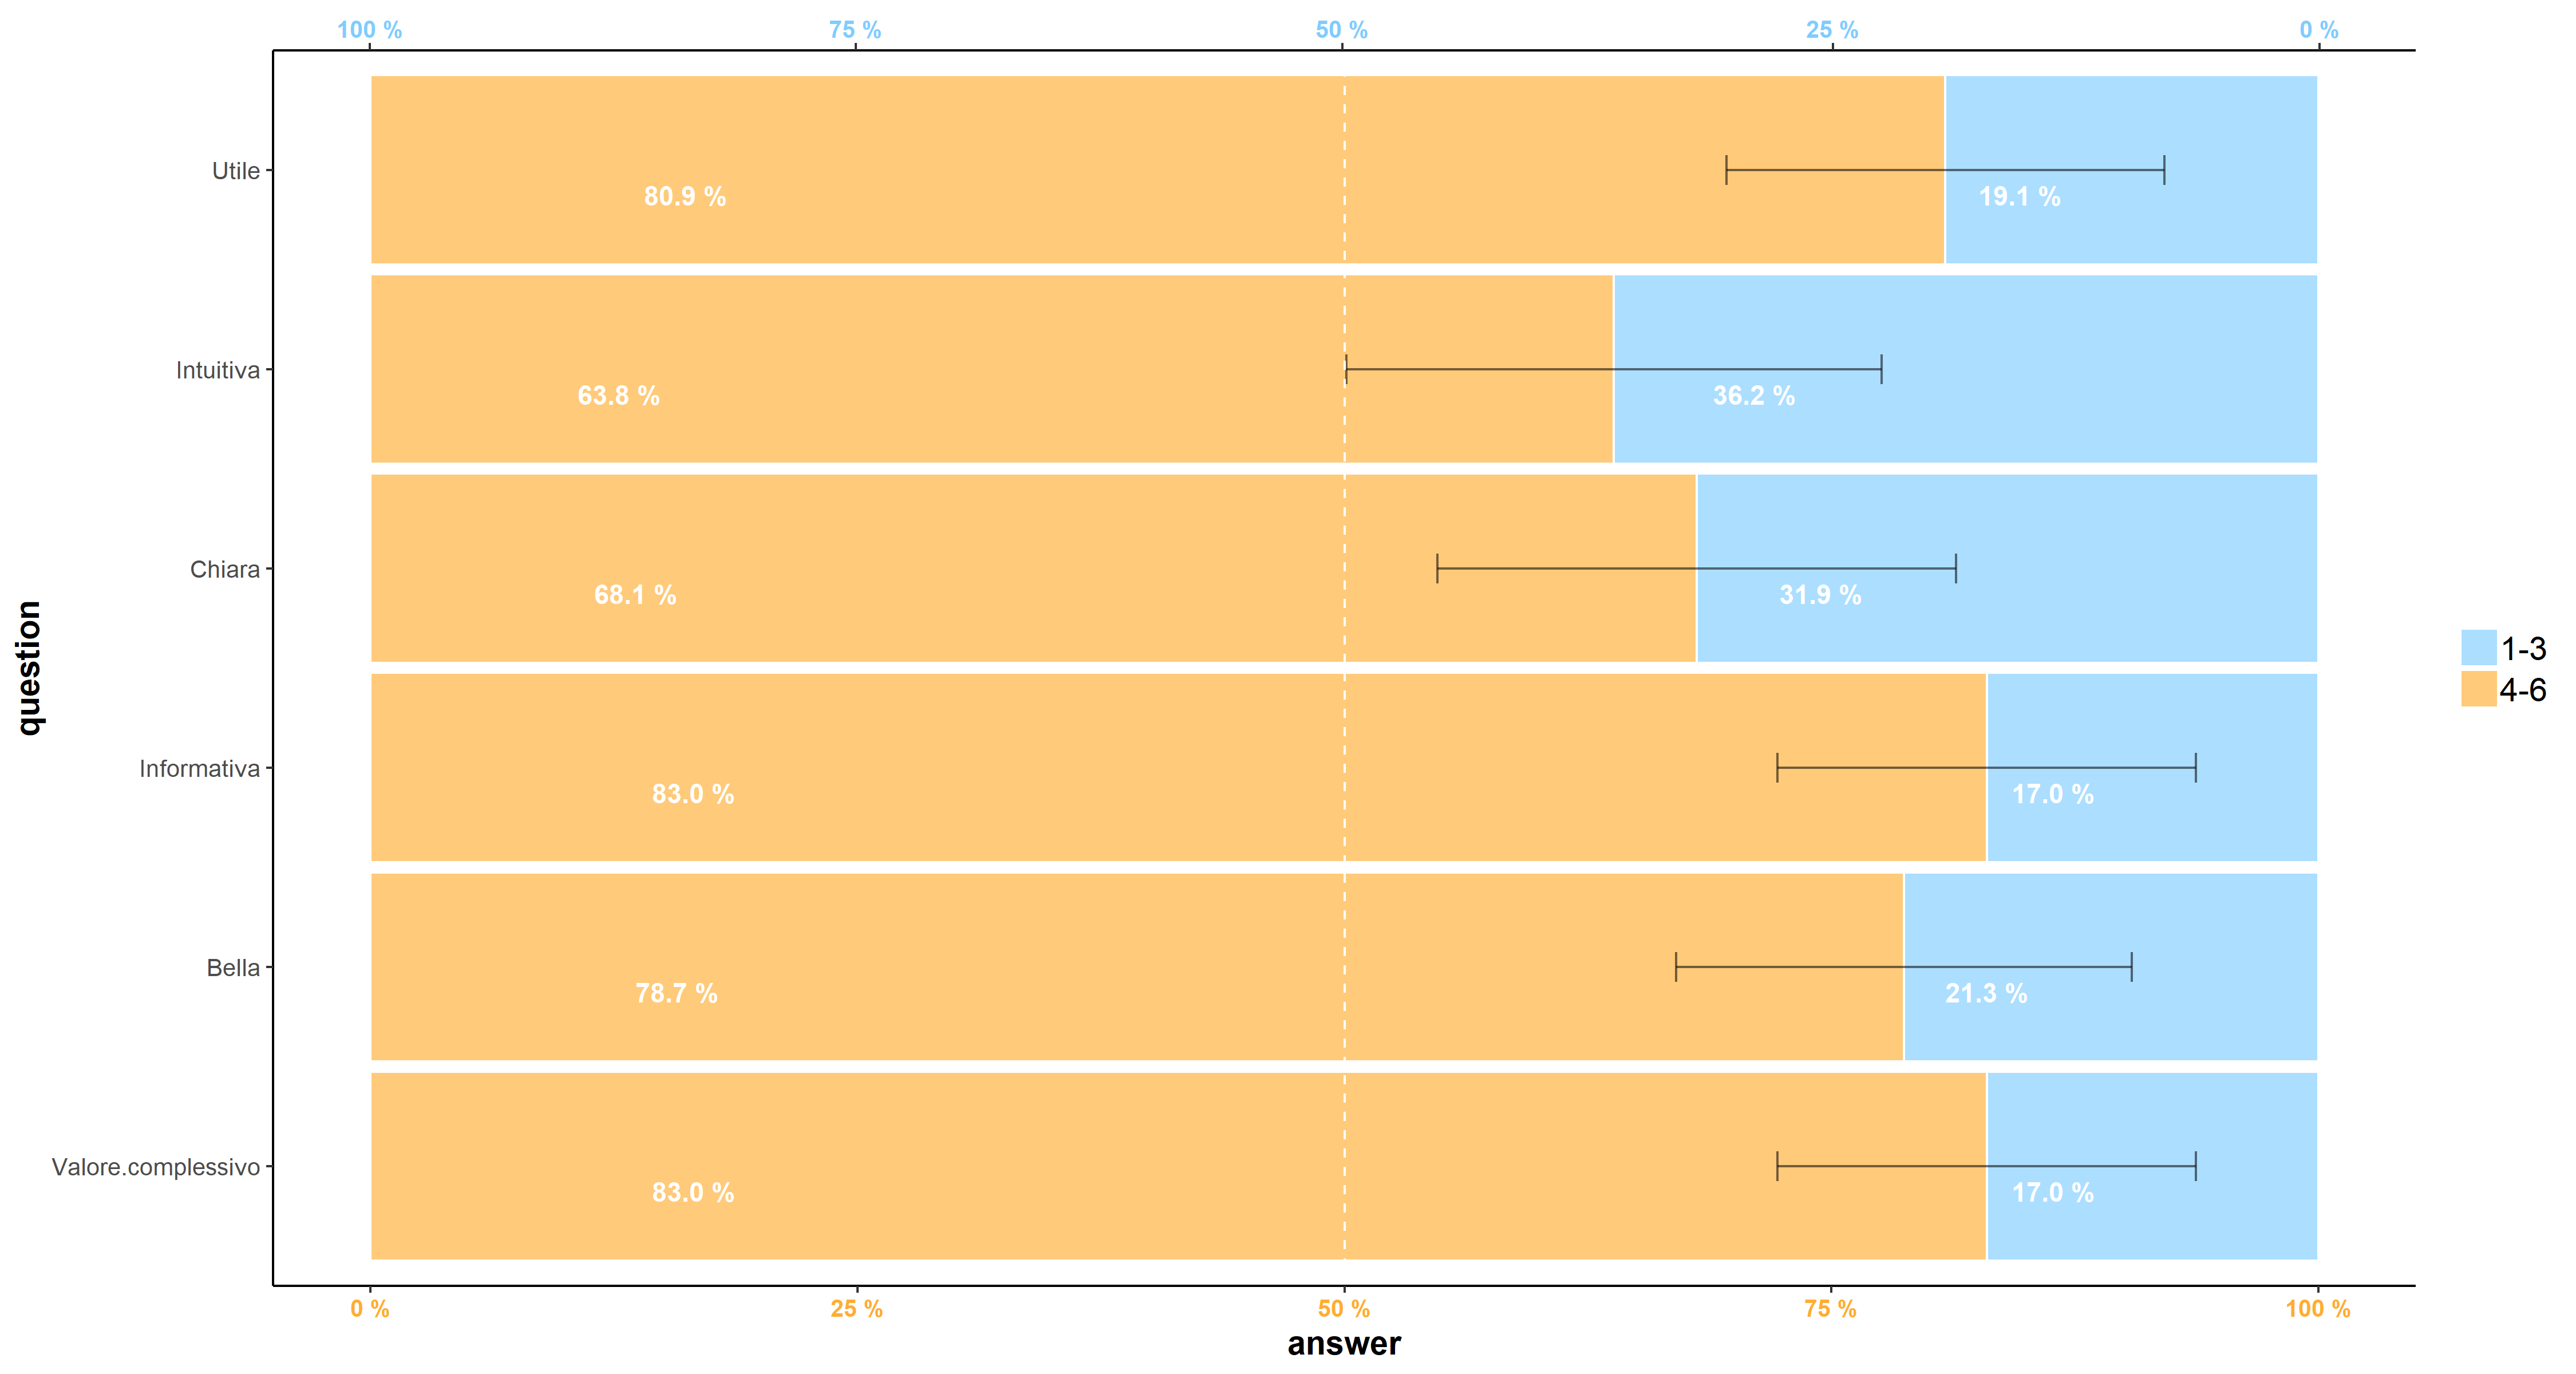 100 % 75 % 50 % 25 % 0 %
Utile
80.9 % 19.1 %
Intuitiva
63.8 % 36.2 %
Chiara
68.1 % 31.9 %
Informativa
83.0 % 17.0 %
Bella
78.7 % 21.3 %
Valore.complessivo
83.0 % 17.0 %
0 % 25 % 50 % 75 % 100 %
answer
question
1-3
4-6